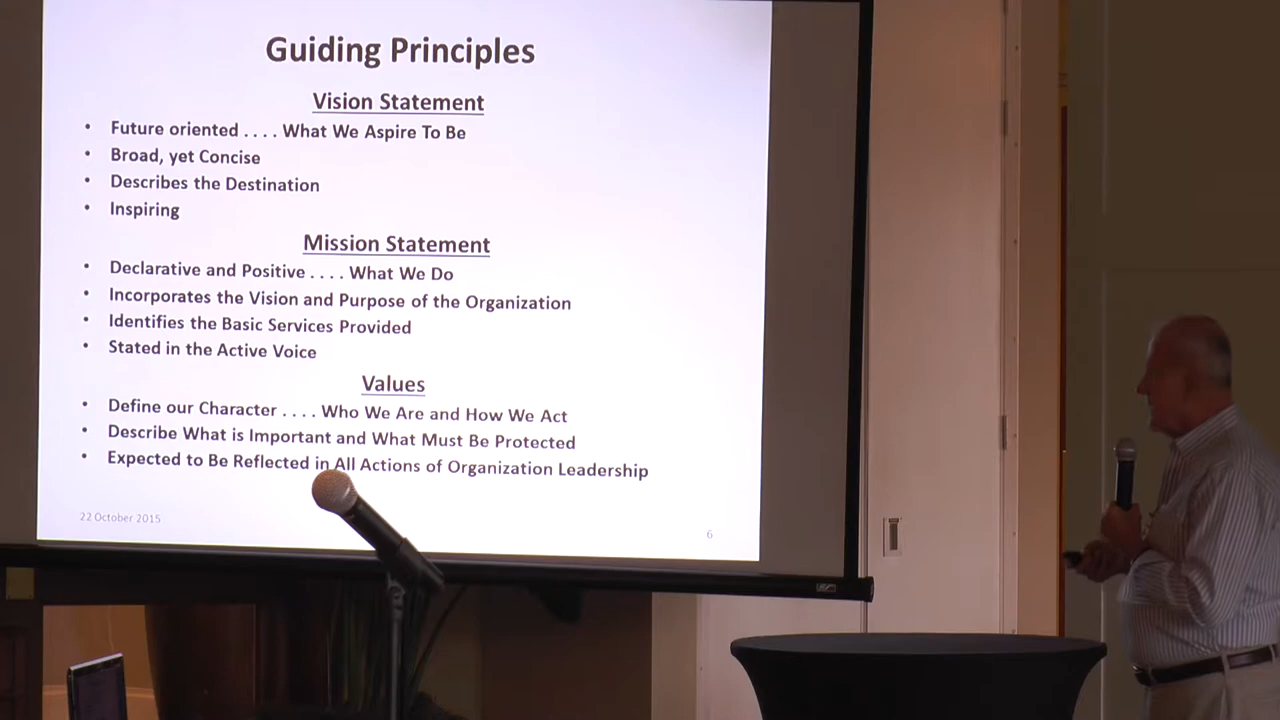 Guiding Principles
Vision Statement
• Future oriented . . . . What We Aspire To Be
• Broad, yet Concise
• Describes the Destination
• Inspiring
Mission Statement
• Declarative and Positive . . . . What We Do
• Incorporates the Vision and Purpose of the Organization
• Identifies the Basic Services Provided
• Stated in the Active Voice
Values
• Define our Character . . . . Who We Are and How We Act
• Describe What is Important and What Must Be Protected
• Expected to Be Reflected in All Actions of Organization Leadership
22 October 2015
6